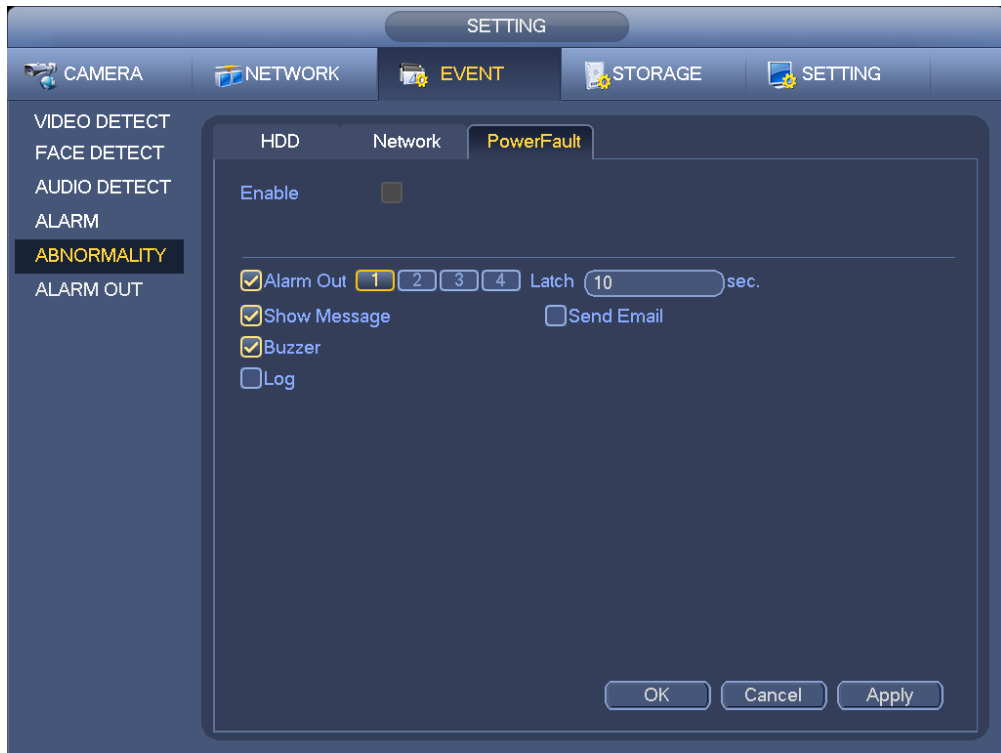 SETTING
CAMERA NETWORK EVENT STORAGE SETTING
VIDEO DETECT
FACE DETECT
AUDIO DETECT
ALARM
ABNORMALITY
ALARM OUT
HDD Network PowerFault
Enable
Alarm Out 1 2 3 4 Latch 10 sec.
Show Message Send Email
Buzzer
Log
OK Cancel Apply